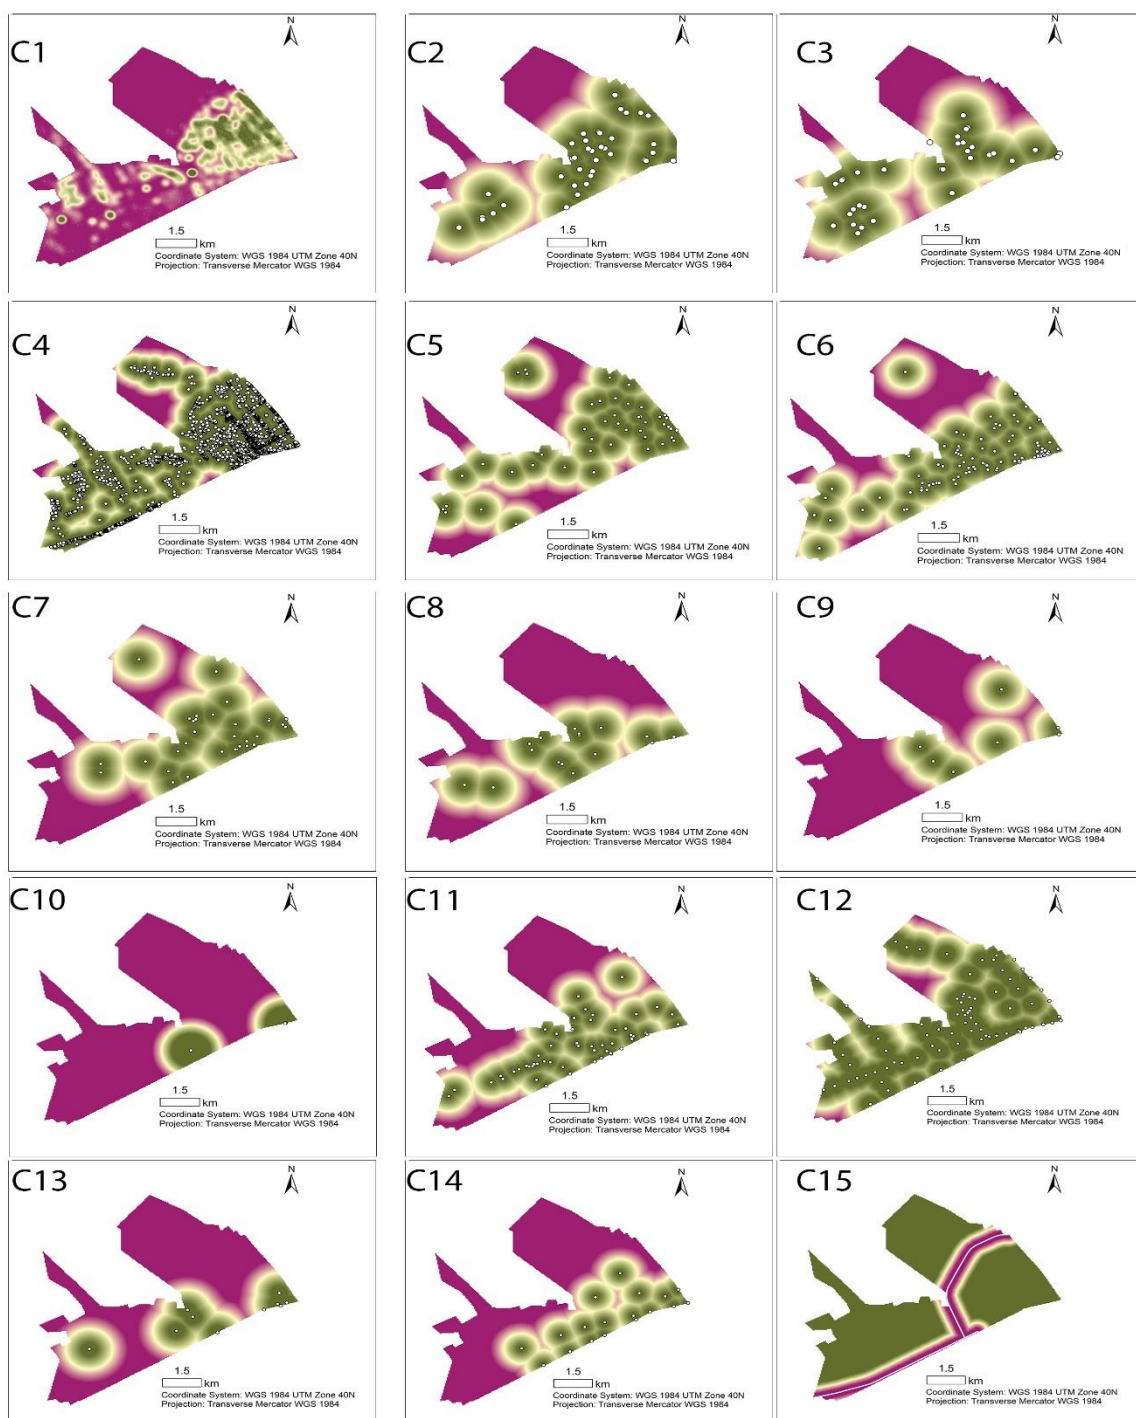 N
C1
1.5
km
Coordinate System: WGS 1984 UTM Zone 40N
Projection: Transverse Mercator WGS 1984
N
C2
1.5
km
Coordinate System: WGS 1984 UTM Zone 40N
Projection: Transverse Mercator WGS 1984
N
C3
1.5
km
Coordinate System: WGS 1984 UTM Zone 40N
Projection: Transverse Mercator WGS 1984
N
C4
1.5
km
Coordinate System: WGS 1984 UTM Zone 40N
Projection: Transverse Mercator WGS 1984
N
C5
1.5
km
Coordinate System: WGS 1984 UTM Zone 40N
Projection: Transverse Mercator WGS 1984
N
C6
1.5
km
Coordinate System: WGS 1984 UTM Zone 40N
Projection: Transverse Mercator WGS 1984
N
C7
1.5
km
Coordinate System: WGS 1984 UTM Zone 40N
Projection: Transverse Mercator WGS 1984
N
C8
1.5
km
Coordinate System: WGS 1984 UTM Zone 40N
Projection: Transverse Mercator WGS 1984
N
C9
1.5
km
Coordinate System: WGS 1984 UTM Zone 40N
Projection: Transverse Mercator WGS 1984
N
C10
1.5
km
Coordinate System: WGS 1984 UTM Zone 40N
Projection: Transverse Mercator WGS 1984
N
C11
1.5
km
Coordinate System: WGS 1984 UTM Zone 40N
Projection: Transverse Mercator WGS 1984
N
C12
1.5
km
Coordinate System: WGS 1984 UTM Zone 40N
Projection: Transverse Mercator WGS 1984
N
C13
1.5
km
Coordinate System: WGS 1984 UTM Zone 40N
Projection: Transverse Mercator WGS 1984
N
C14
1.5
km
Coordinate System: WGS 1984 UTM Zone 40N
Projection: Transverse Mercator WGS 1984
N
C15
1.5
km
Coordinate System: WGS 1984 UTM Zone 40N
Projection: Transverse Mercator WGS 1984